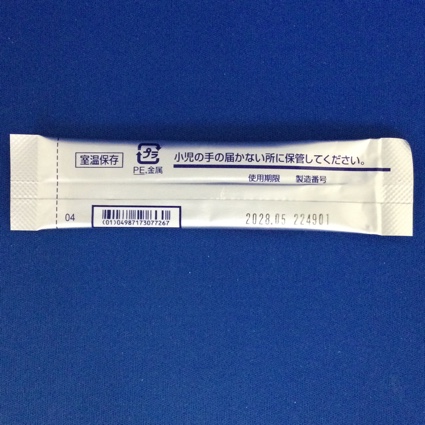 室温保存
プラ
PE,金属
小児の手の届かない所に保管してください。
使用期限 製造番号
04
(01)04987173077267
2028.05 224901